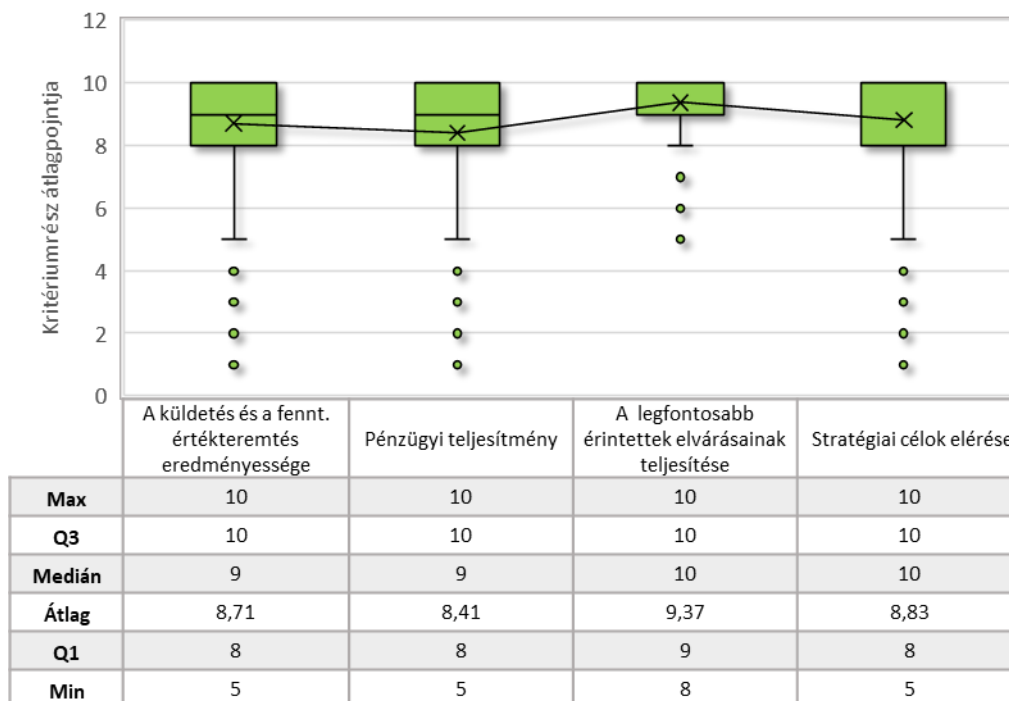 Kritériumrész átlagpojntja
12
10
8
6
4
2
0
A küldetés és a fennt.
értékteremtés
eredményessége
Pénzügyi teljesítmény
A legfontosabb
érintettek elvárásainak
teljesítése
Stratégiai célok elérése
Max 10 10 10 10
Q3 10 10 10 10
Medián 9 9 10 10
Átlag 8,71 8,41 9,37 8,83
Q1 8 8 9 8
Min 5 5 8 5